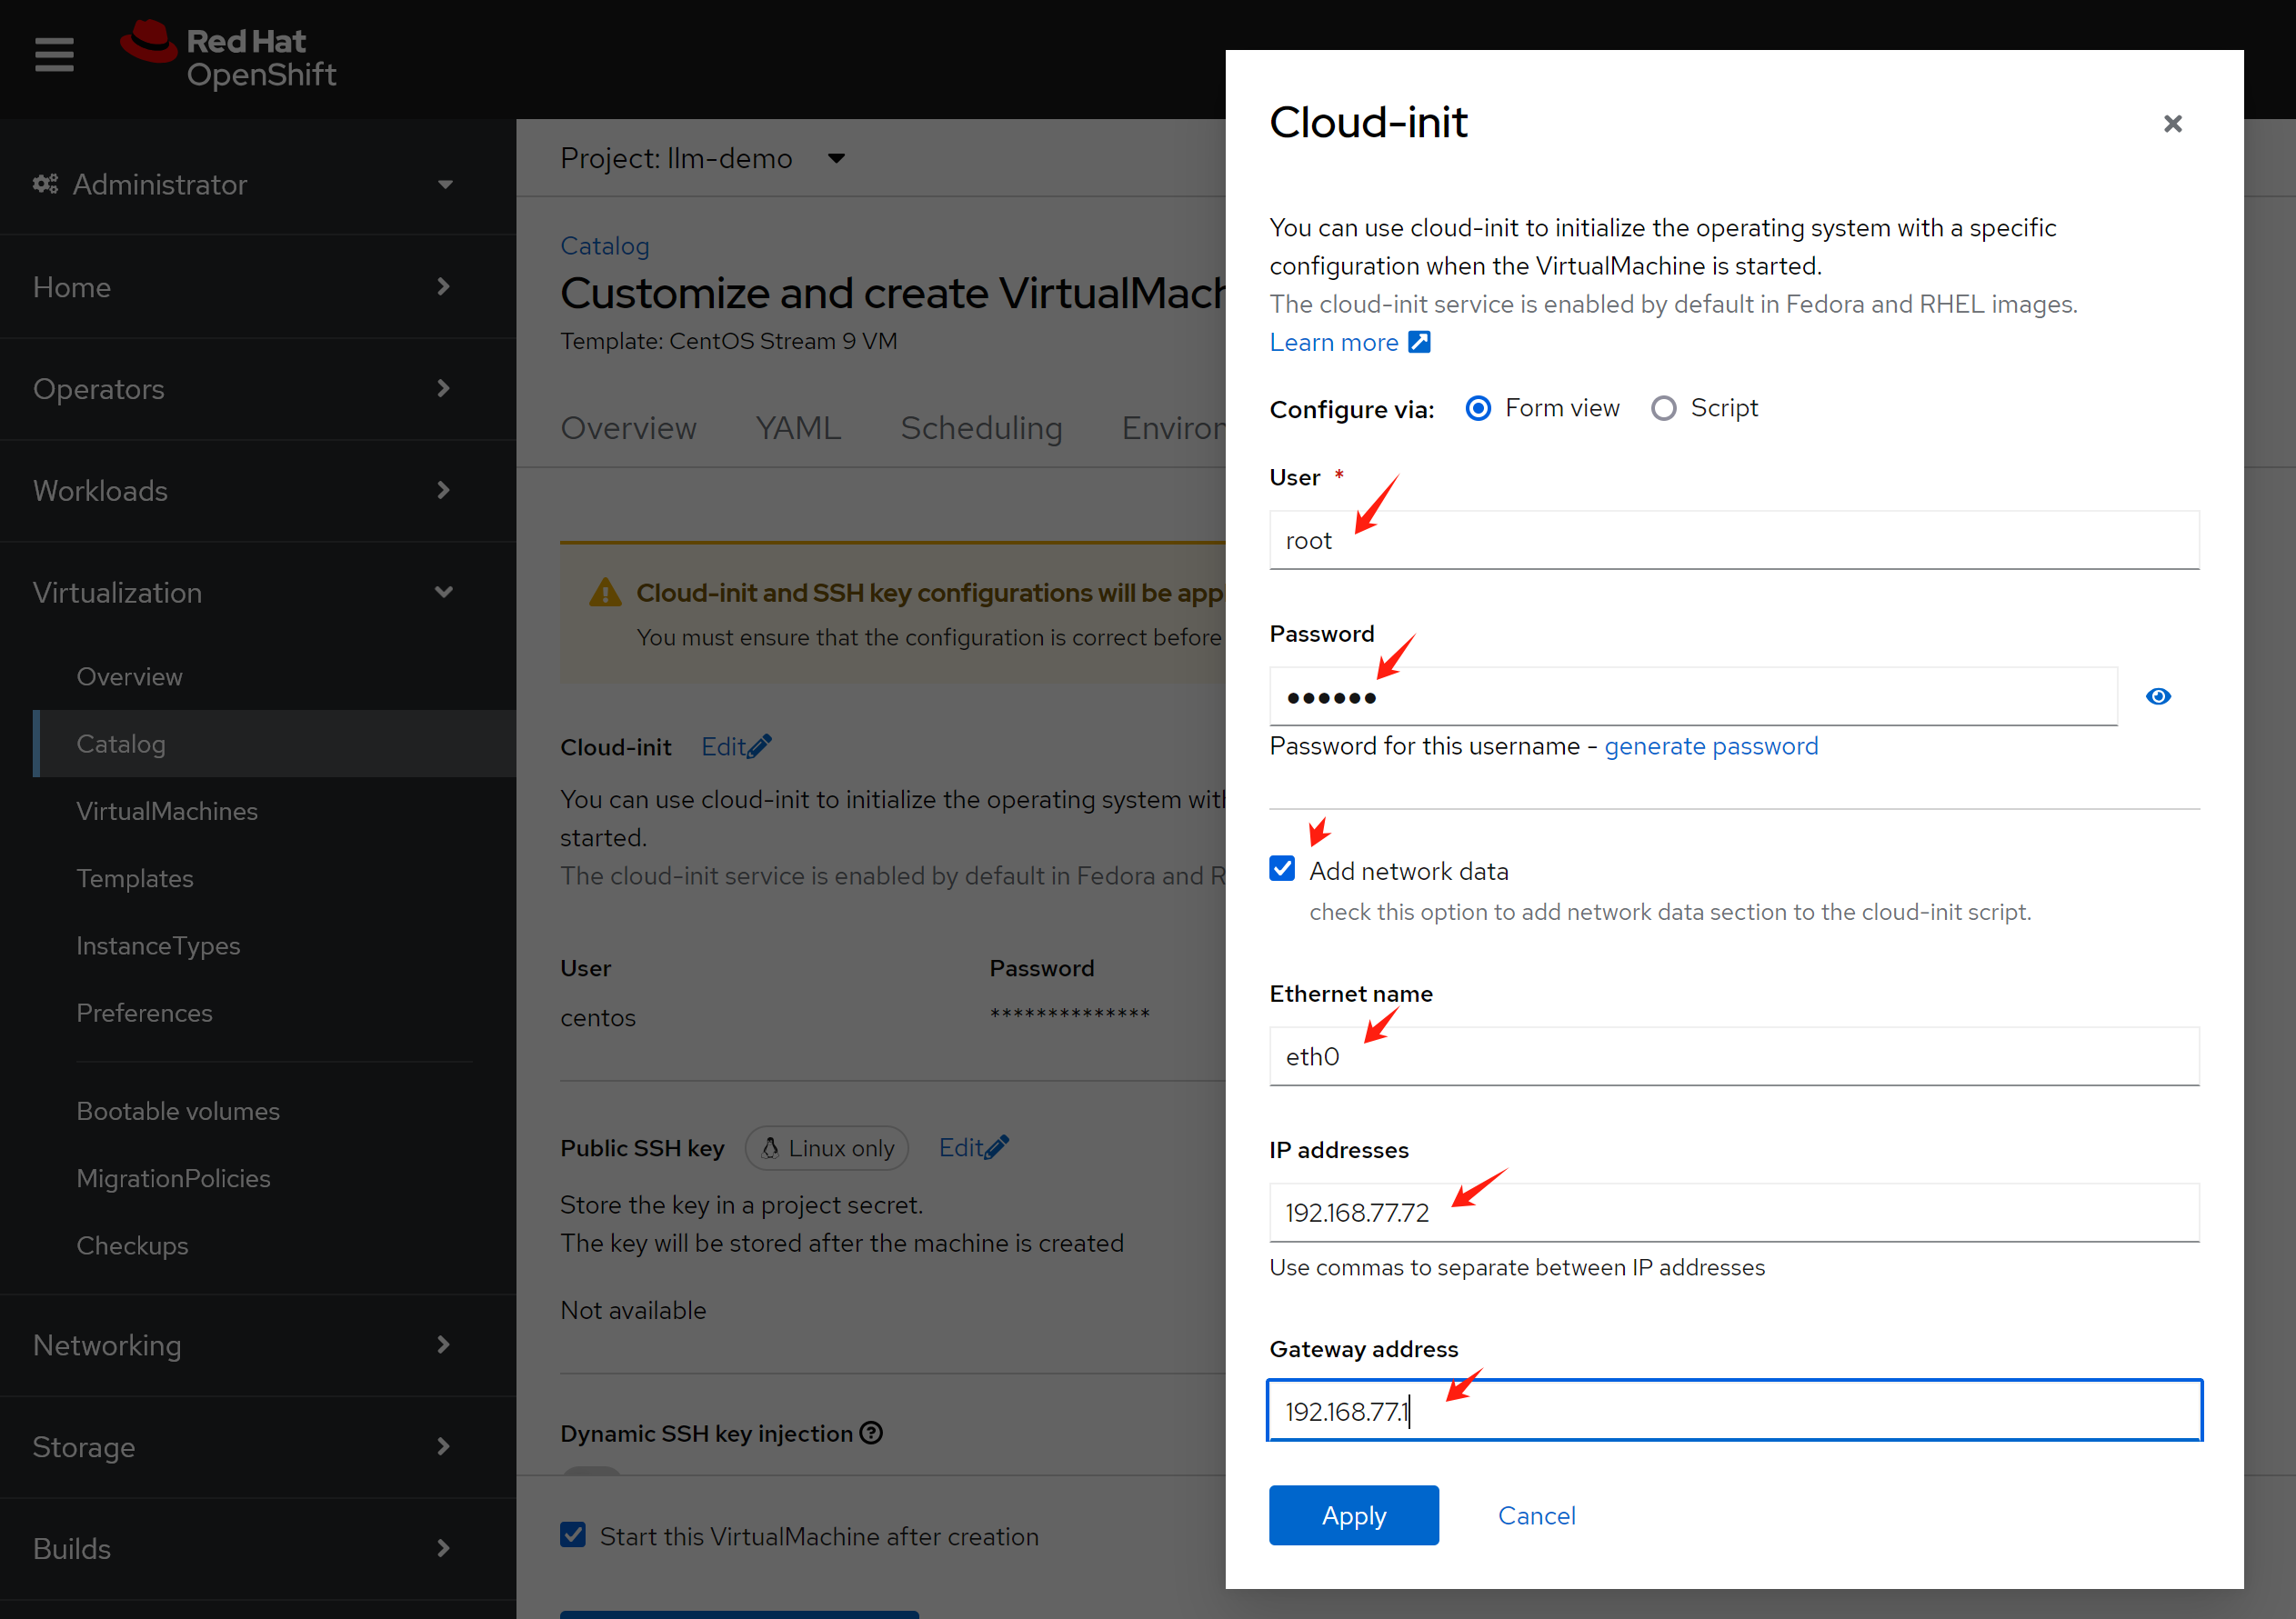 Red Hat
OpenShift
Administrator
Home
Operators
Workloads
Virtualization
Overview
Catalog
VirtualMachines
Templates
InstanceTypes
Preferences
Bootable volumes
MigrationPolicies
Checkups
Networking
Storage
Builds
Project: llm-demo
Catalog
Customize and create VirtualMach
Template: CentOS Stream 9 VM
Overview YAML Scheduling Environ
Cloud-init and SSH key configurations will be app
You must ensure that the configuration is correct before
Cloud-init Edit
You can use cloud-init to initialize the operating system with
started.
The cloud-init service is enabled by default in Fedora and R
User Password
centos **************
Public SSH key Linux only Edit
Store the key in a project secret.
The key will be stored after the machine is created
Not available
Dynamic SSH key injection
Start this VirtualMachine after creation
Cloud-init
You can use cloud-init to initialize the operating system with a specific
configuration when the VirtualMachine is started.
The cloud-init service is enabled by default in Fedora and RHEL images.
Learn more
Configure via: Form view Script
User *
root
Password
••••••
Password for this username - generate password
Add network data
check this option to add network data section to the cloud-init script.
Ethernet name
eth0
IP addresses
192.168.77.72
Use commas to separate between IP addresses
Gateway address
192.168.77.1
Apply Cancel